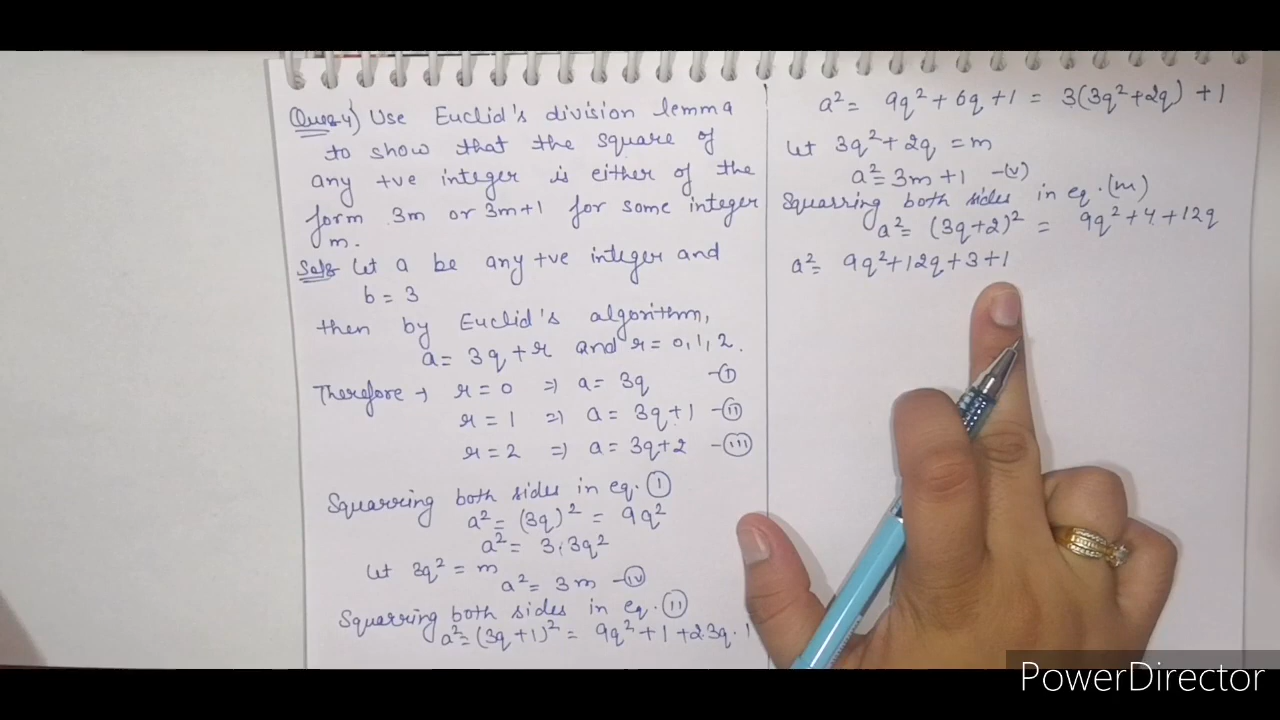 Ques 4) Use Euclid's division lemma
to show that the square of
any +ve integer is either of the
form 3m or 3m+1 for some integer
m.
Sol:- Let a be any +ve integer and
b = 3
then by Euclid's algorithm,
a = 3q + r and r = 0, 1, 2.
Therefore → r = 0 ⇒ a = 3q -(I)
r = 1 ⇒ a = 3q+1 -(II)
r = 2 ⇒ a = 3q+2 -(III)
Squarring both sides in eq. (I)
a² = (3q)² = 9q²
a² = 3.3q²
Let 3q² = m
a² = 3m -(IV)
Squarring both sides in eq. (II)
a² = (3q+1)² = 9q² + 1 + 2.3q.1
a² = 9q² + 6q + 1 = 3(3q² + 2q) + 1
Let 3q² + 2q = m
a² = 3m + 1 -(V)
Squarring both sides in eq. (III)
a² = (3q+2)² = 9q² + 4 + 12q
a² = 9q² + 12q + 3 + 1
PowerDirector